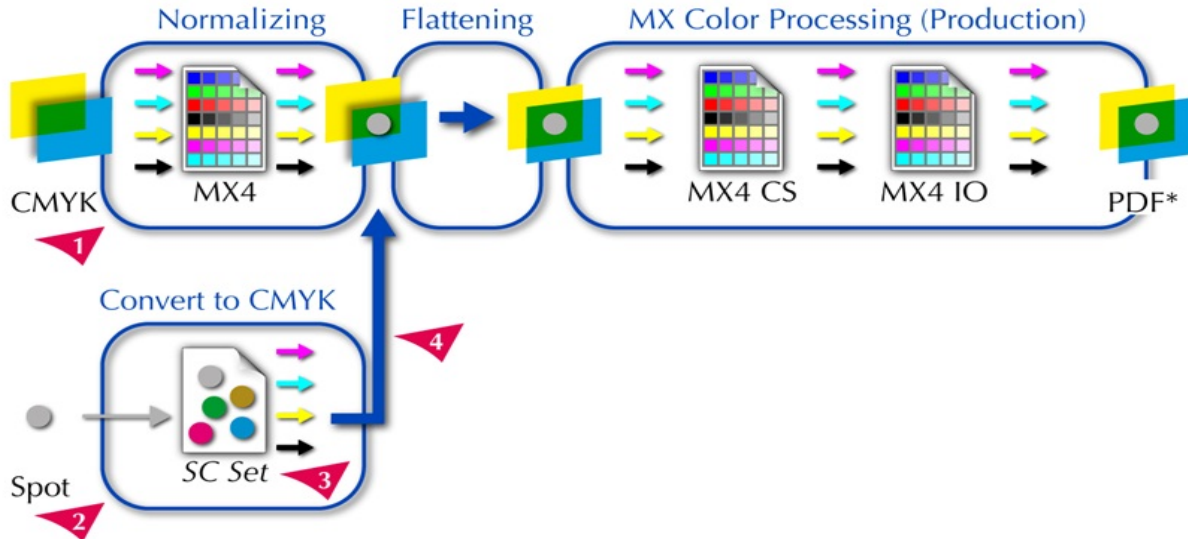 Normalizing
Flattening
MX Color Processing (Production)
CMYK
MX4
MX4 CS
MX4 IO
PDF*
1
Convert to CMYK
4
SC Set
3
Spot
2